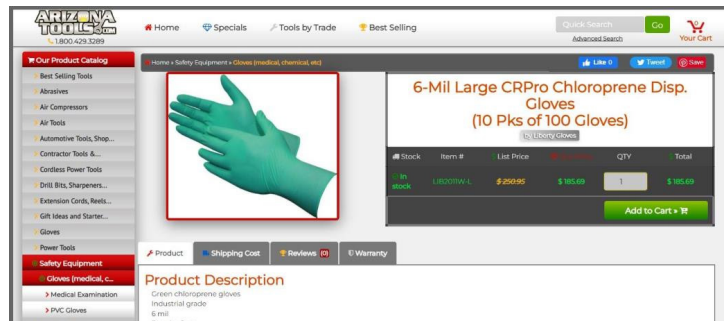 ARIZONA
TOOLS.COM
1.800.429.3289
Home
Specials
Tools by Trade
Best Selling
Quick Search
Go
Advanced Search
0
Your Cart
Our Product Catalog
Best Selling Tools
Abrasives
Air Compressors
Air Tools
Automotive Tools, Shop...
Contractor Tools &...
Cordless Power Tools
Drill Bits, Sharpeners...
Extension Cords, Reels...
Gift Ideas and Starter...
Gloves
Power Tools
Safety Equipment
Gloves (medical, c...
Medical Examination
PVC Gloves
Home » Safety Equipment » Gloves (medical, chemical, etc)
Like 0
Tweet
Save
6-Mil Large CRPro Chloroprene Disp.
Gloves
(10 Pks of 100 Gloves)
by Liberty Gloves
Stock Item # List Price QTY Total
In stock LIB2011W-L $ 250.95 $ 185.69 1 $ 185.69
Add to Cart »
Product
Shipping Cost
Reviews (0)
Warranty
Product Description
Green chloroprene gloves
Industrial grade
6 mil